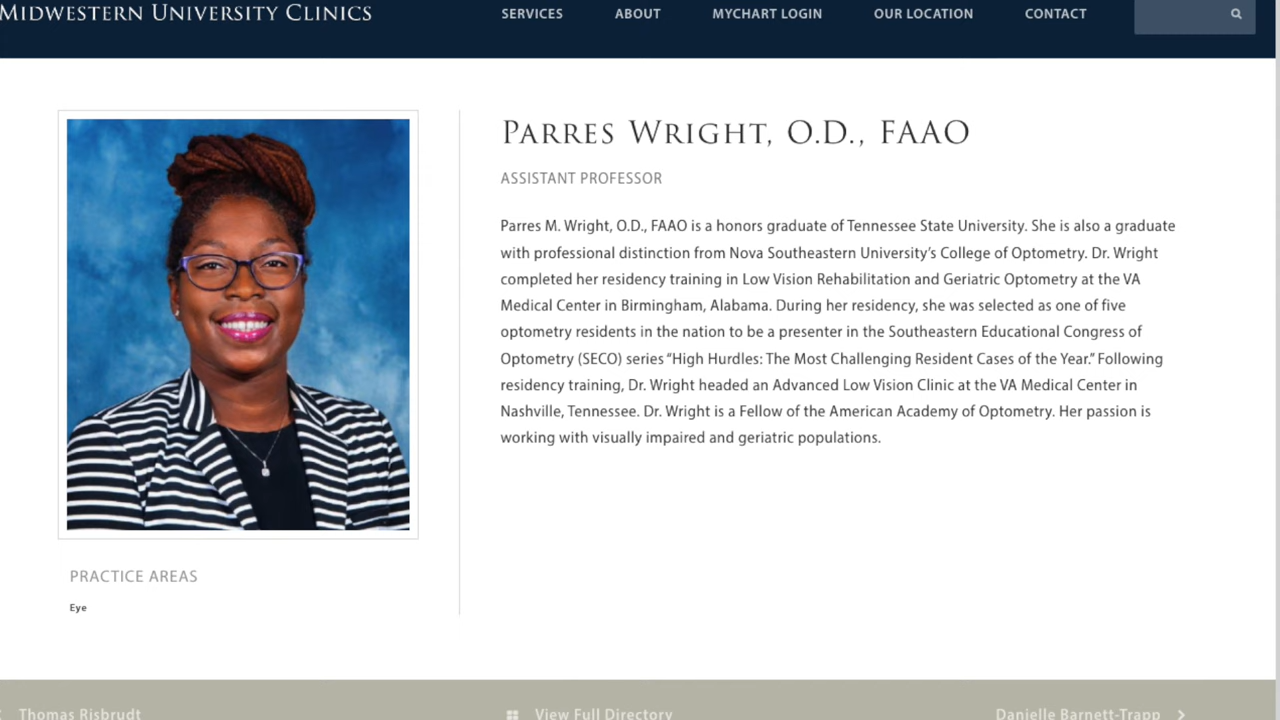 MIDWESTERN UNIVERSITY CLINICS
SERVICES ABOUT MYCHART LOGIN OUR LOCATION CONTACT
PARRES WRIGHT, O.D., FAAO
ASSISTANT PROFESSOR
Parres M. Wright, O.D., FAAO is a honors graduate of Tennessee State University. She is also a graduate
with professional distinction from Nova Southeastern University's College of Optometry. Dr. Wright
completed her residency training in Low Vision Rehabilitation and Geriatric Optometry at the VA
Medical Center in Birmingham, Alabama. During her residency, she was selected as one of five
optometry residents in the nation to be a presenter in the Southeastern Educational Congress of
Optometry (SECO) series “High Hurdles: The Most Challenging Resident Cases of the Year.” Following
residency training, Dr. Wright headed an Advanced Low Vision Clinic at the VA Medical Center in
Nashville, Tennessee. Dr. Wright is a Fellow of the American Academy of Optometry. Her passion is
working with visually impaired and geriatric populations.
PRACTICE AREAS
Eye
Thomas Risbrudt View Full Directory Danielle Barnett-Trapp